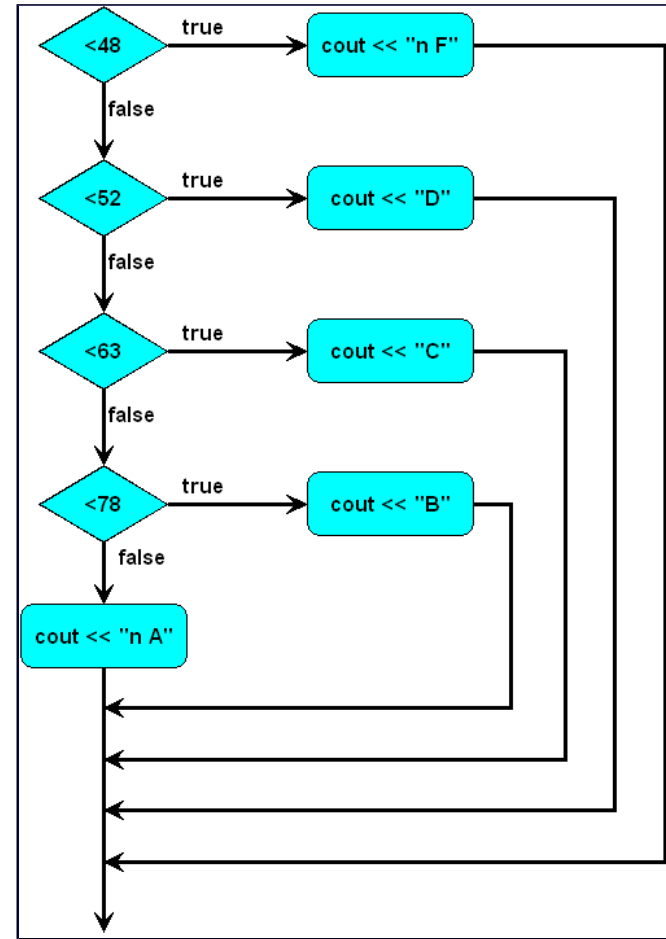 <48
true
cout << "n F"
false
<52
true
cout << "D"
false
<63
true
cout << "C"
false
<78
true
cout << "B"
false
cout << "n A"